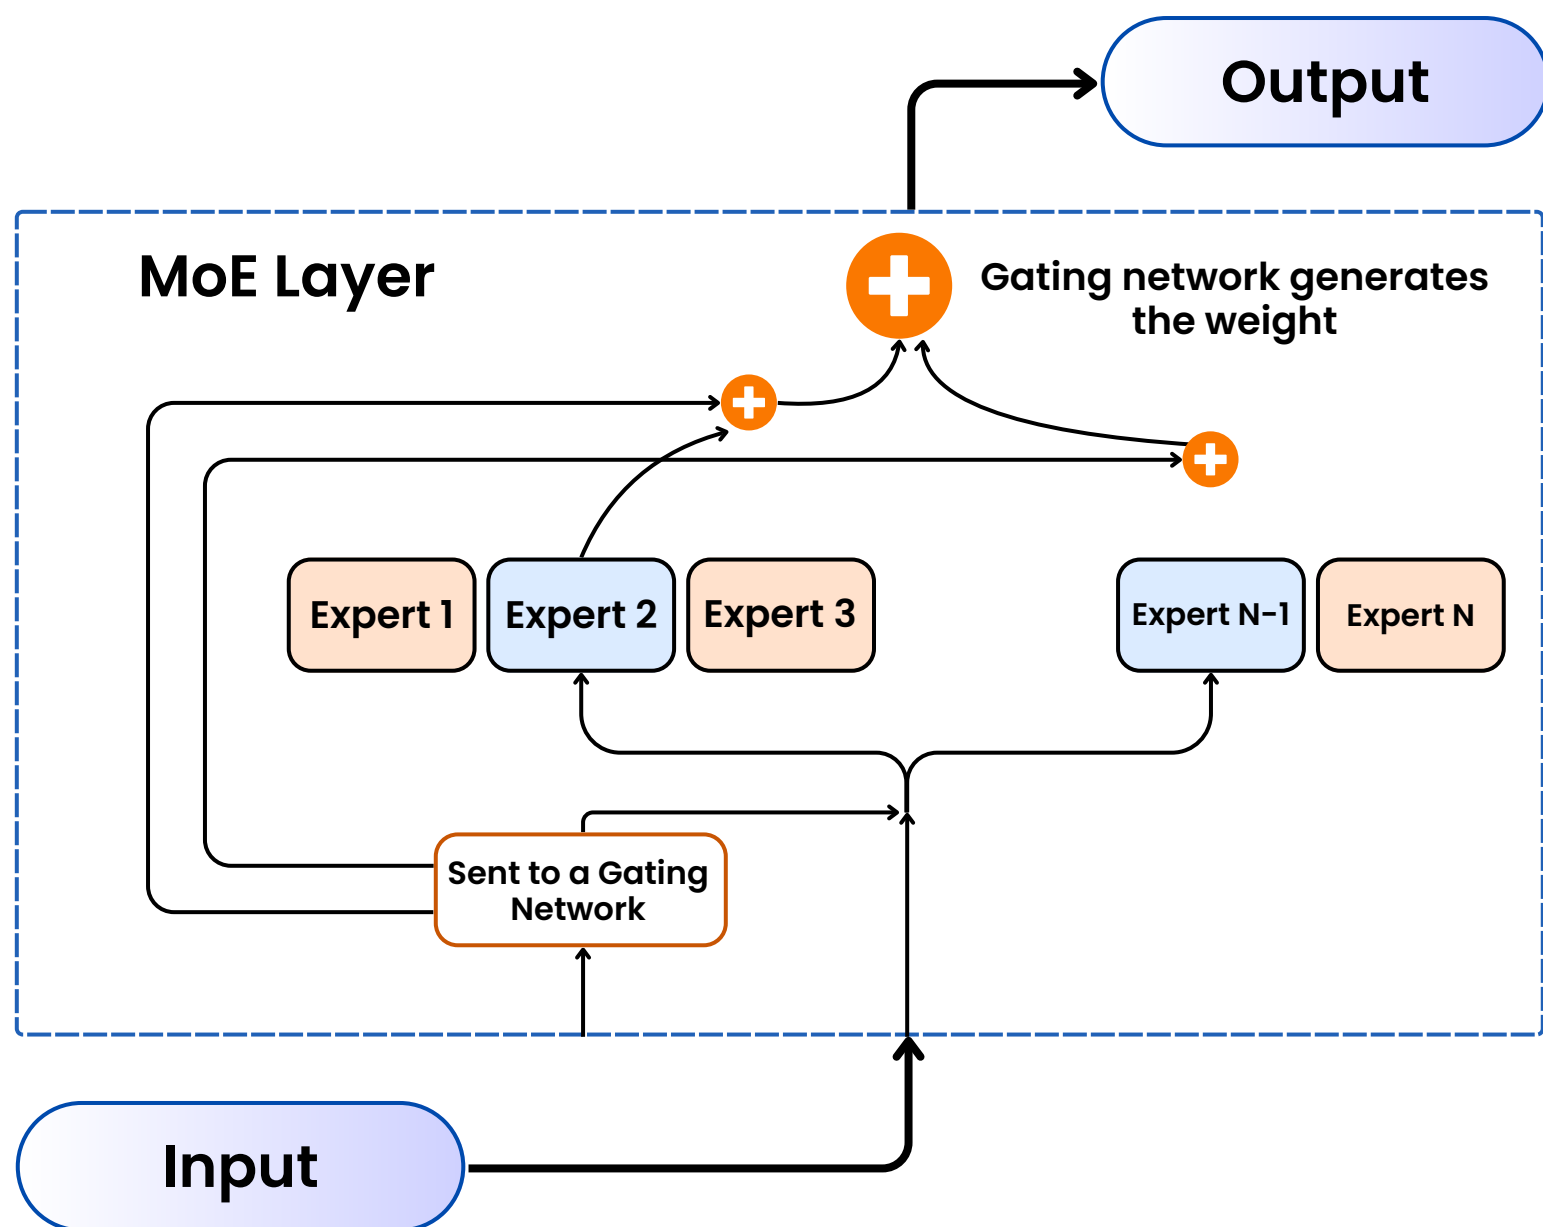 Output
MoE Layer
Gating network generates
the weight
Expert 1
Expert 2
Expert 3
Expert N-1
Expert N
Sent to a Gating
Network
Input